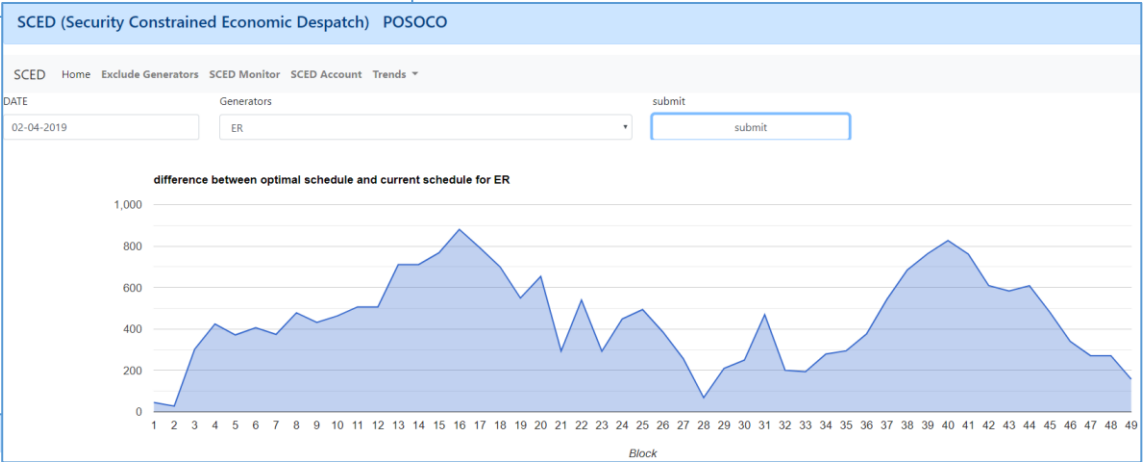 SCED (Security Constrained Economic Despatch) POSOCO
SCED Home Exclude Generators SCED Monitor SCED Account Trends
DATE Generators submit
02-04-2019 ER submit
difference between optimal schedule and current schedule for ER
1,000
800
600
400
200
0
1 2 3 4 5 6 7 8 9 10 11 12 13 14 15 16 17 18 19 20 21 22 23 24 25 26 27 28 29 30 31 32 33 34 35 36 37 38 39 40 41 42 43 44 45 46 47 48 49
Block